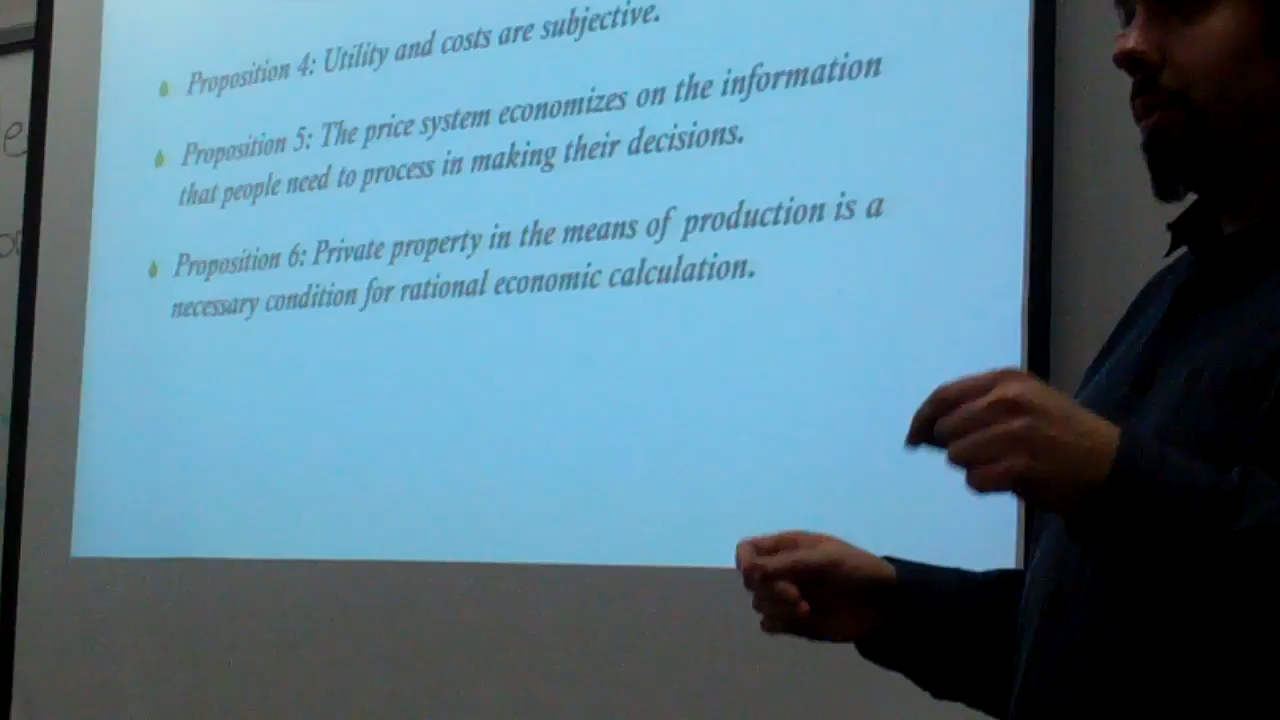 Proposition 4: Utility and costs are subjective.
Proposition 5: The price system economizes on the information
that people need to process in making their decisions.
Proposition 6: Private property in the means of production is a
necessary condition for rational economic calculation.